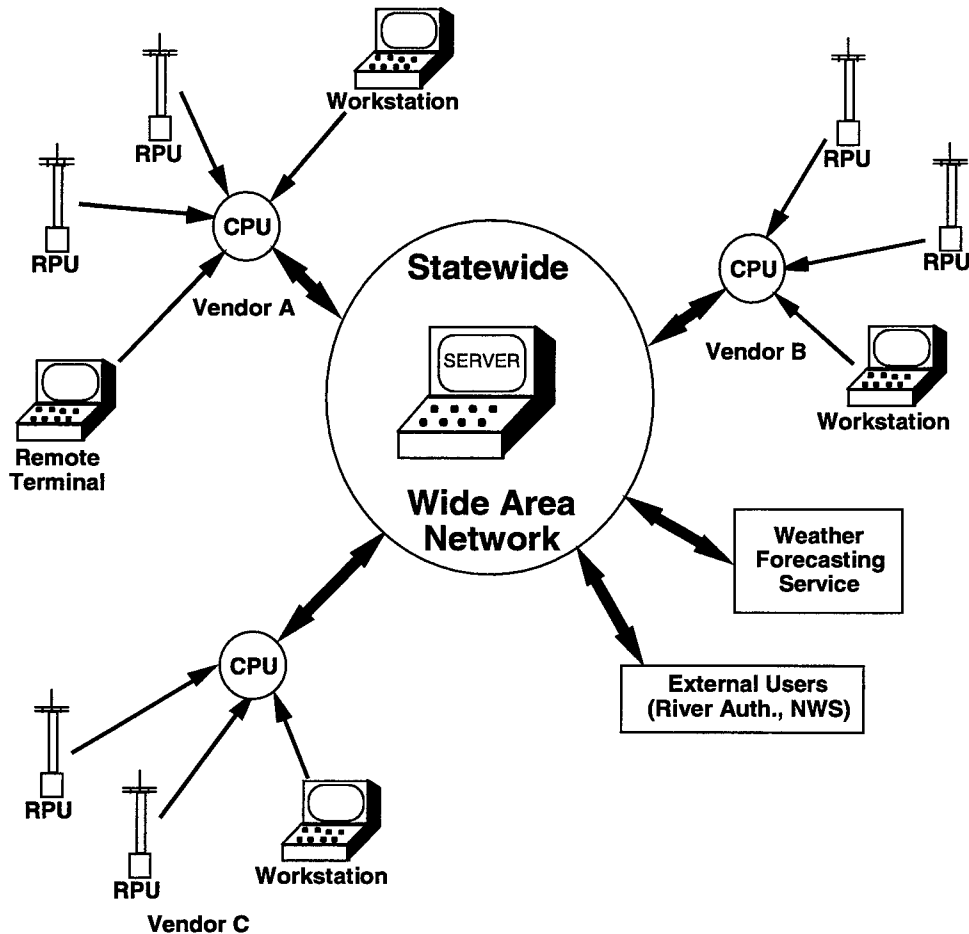 Workstation
RPU
RPU
CPU
Vendor A
Remote
Terminal
Statewide
SERVER
Wide Area
Network
RPU
RPU
CPU
Vendor B
Workstation
Weather
Forecasting
Service
External Users
(River Auth., NWS)
CPU
RPU
RPU
Workstation
Vendor C